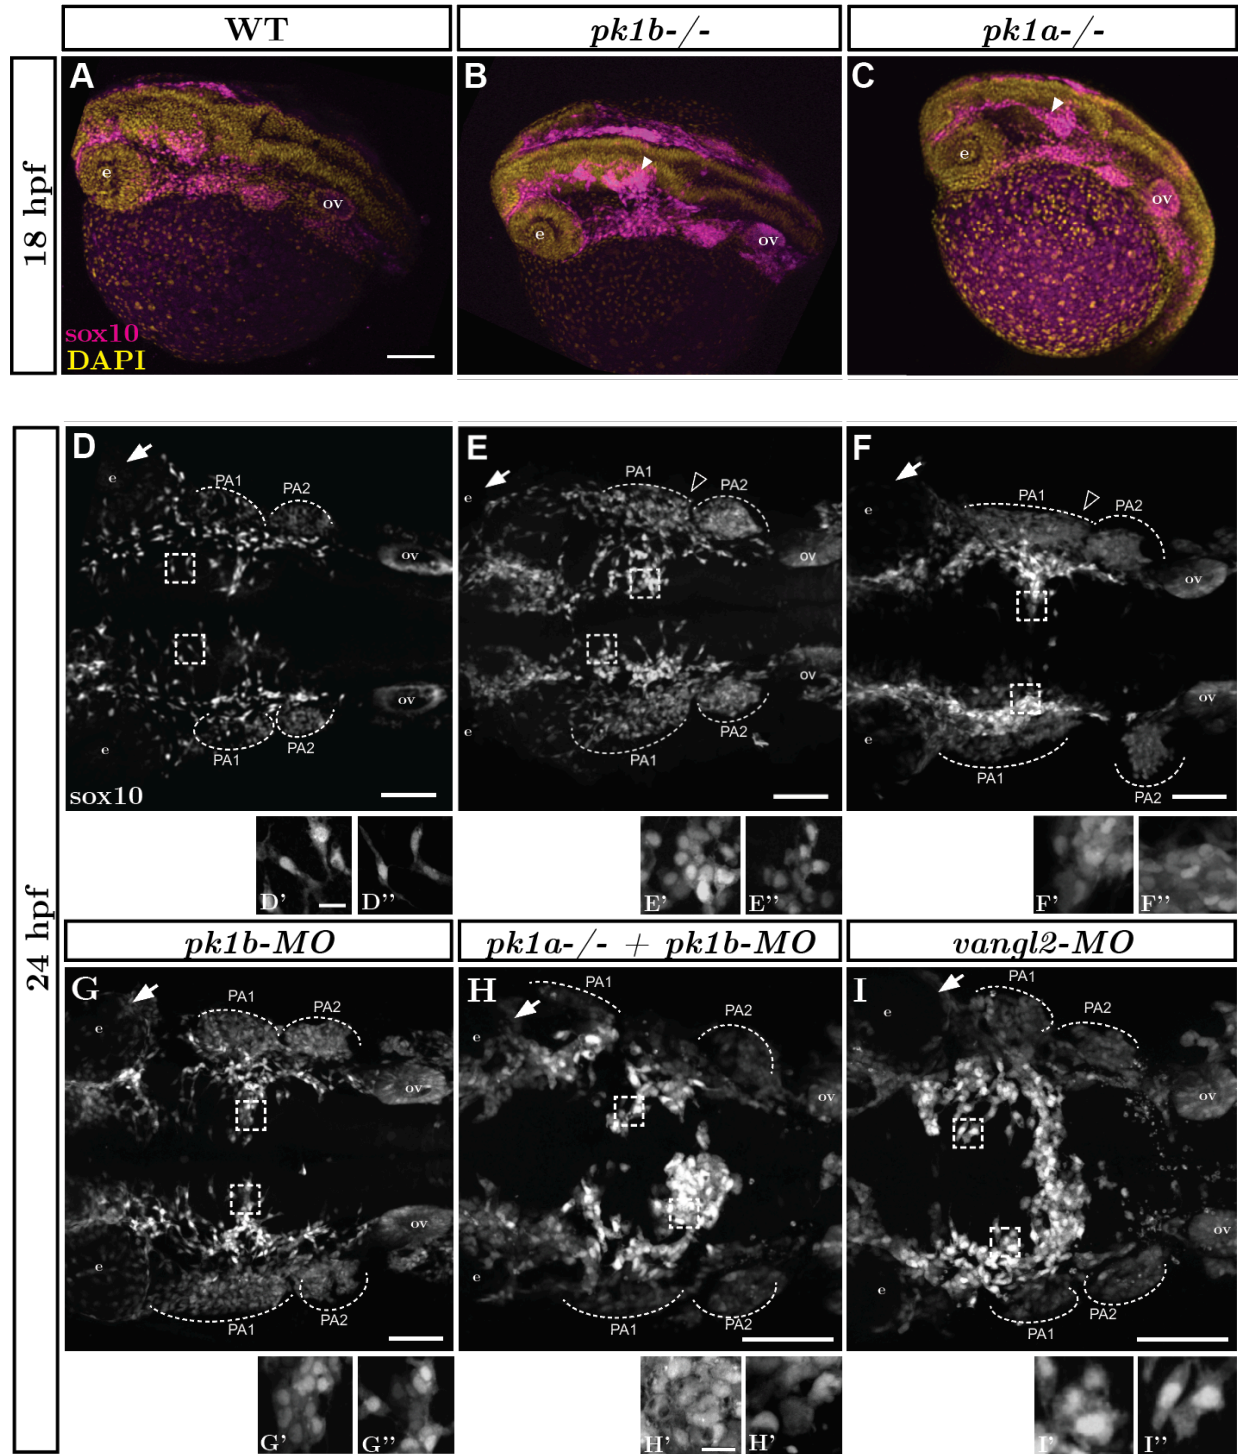 WT
pk1b-/-
pk1a-/-
18 hpf
A
e
ov
sox10
DAPI
B
e
ov
C
e
ov
24 hpf
D
e
PA1
PA2
ov
ov
e
PA1
PA2
sox10
E
e
PA1
PA2
ov
ov
e
PA1
PA2
F
e
PA1
PA2
ov
ov
e
PA1
PA2
D'
D''
E'
E''
F'
F''
pk1b-MO
pk1a-/- + pk1b-MO
vangl2-MO
G
e
PA1
PA2
ov
ov
e
PA1
PA2
H
e
PA1
PA2
ov
e
PA1
PA2
I
e
PA1
PA2
ov
ov
e
PA1
PA2
G'
G''
H'
H'
I'
I''